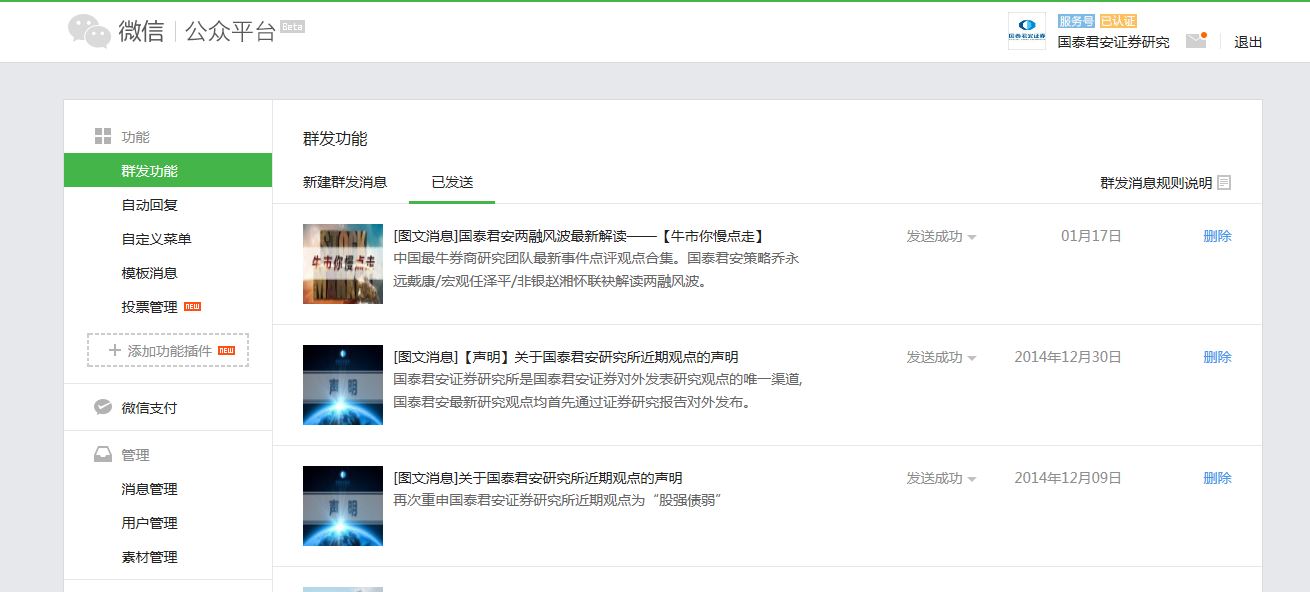 微信 公众平台 Beta
服务号 已认证
国泰君安证券研究 退出
国泰君安证券
功能
群发功能
自动回复
自定义菜单
模板消息
投票管理 NEW
添加功能插件 NEW
微信支付
管理
消息管理
用户管理
素材管理
群发功能
新建群发消息 已发送 群发消息规则说明
牛市你慢点走
[图文消息]国泰君安两融风波最新解读——【牛市你慢点走】 发送成功 01月17日 删除
中国最牛券商研究团队最新事件点评观点合集。国泰君安策略乔永
远戴康/宏观任泽平/非银赵湘怀联袂解读两融风波。
声 明
[图文消息]【声明】关于国泰君安研究所近期观点的声明 发送成功 2014年12月30日 删除
国泰君安证券研究所是国泰君安证券对外发表研究观点的唯一渠道,
国泰君安最新研究观点均首先通过证券研究报告对外发布。
声 明
[图文消息]关于国泰君安研究所近期观点的声明 发送成功 2014年12月09日 删除
再次重申国泰君安证券研究所近期观点为“股强债弱”